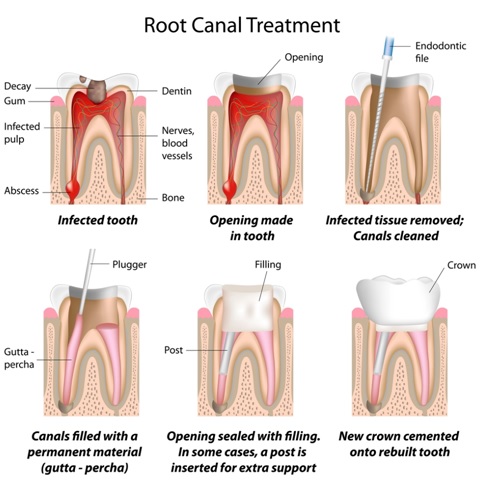 Root Canal Treatment
Decay
Gum
Infected
pulp
Abscess
Dentin
Nerves,
blood
vessels
Bone
Infected tooth
Opening
Opening made
in tooth
Endodontic
file
Infected tissue removed;
Canals cleaned
Plugger
Gutta -
percha
Canals filled with a
permanent material
(gutta - percha)
Filling
Post
Opening sealed with filling.
In some cases, a post is
inserted for extra support
Crown
New crown cemented
onto rebuilt tooth